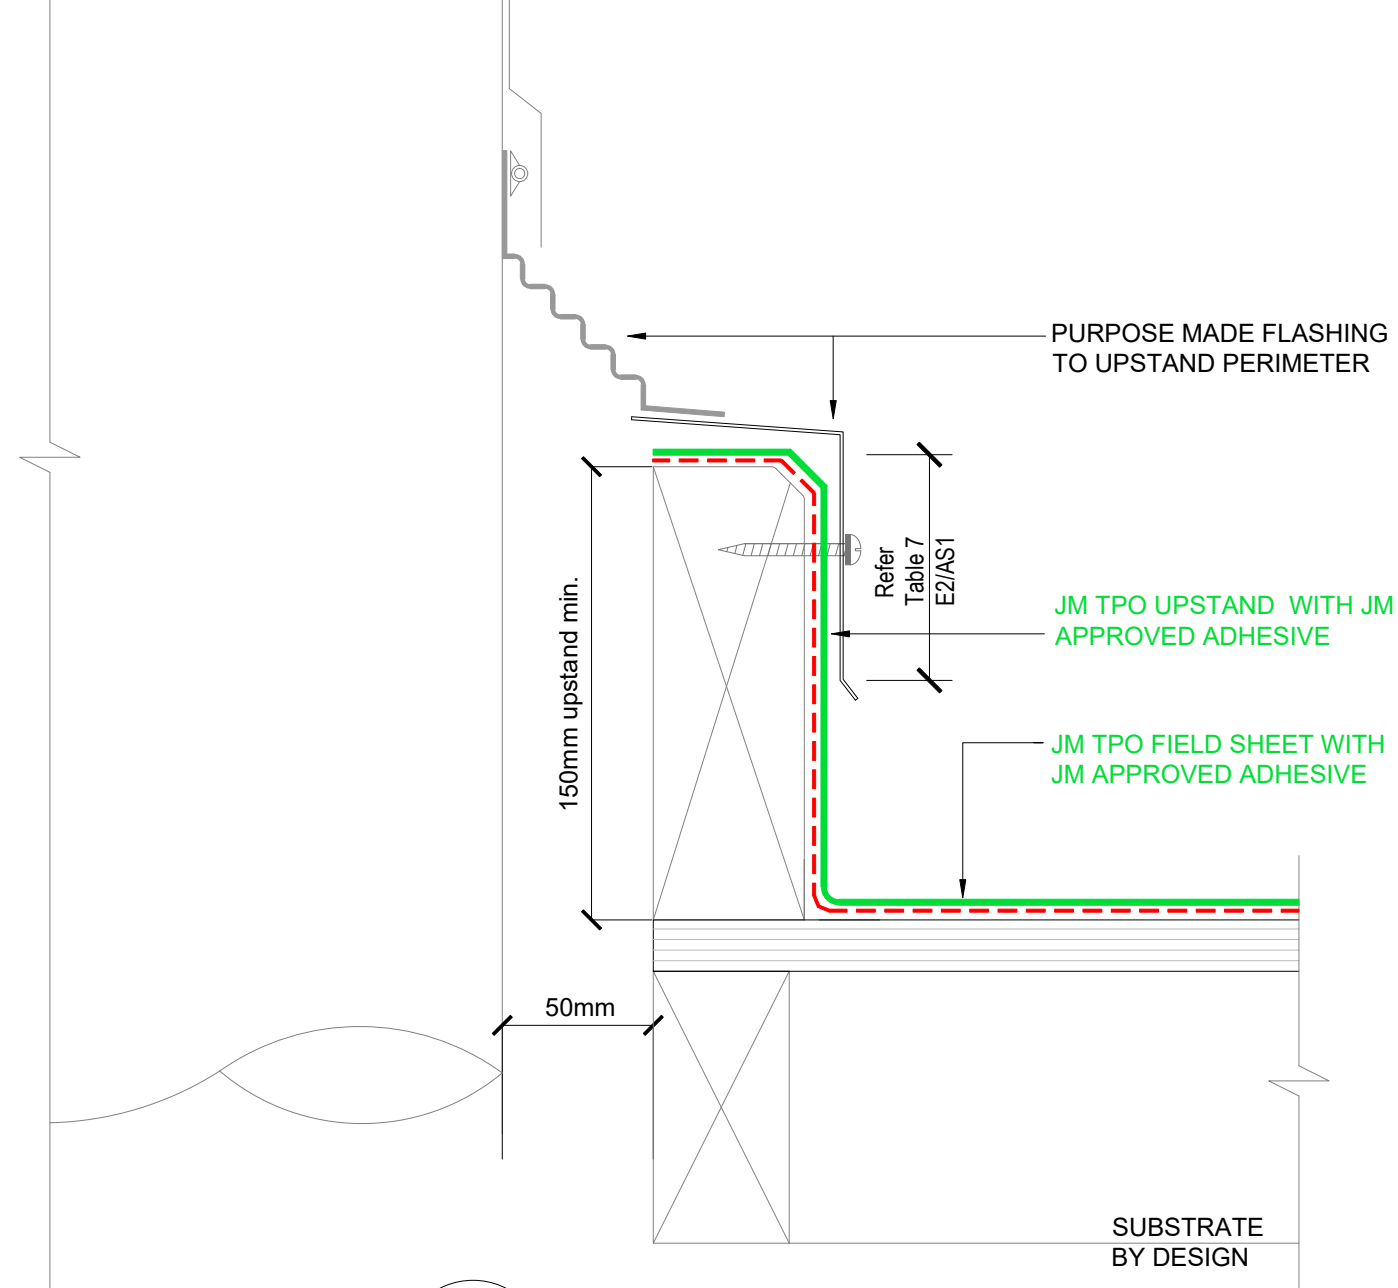 PURPOSE MADE FLASHING
TO UPSTAND PERIMETER
Refer
Table 7
E2/AS1
150mm upstand min.
JM TPO UPSTAND WITH JM
APPROVED ADHESIVE
JM TPO FIELD SHEET WITH
JM APPROVED ADHESIVE
50mm
SUBSTRATE
BY DESIGN